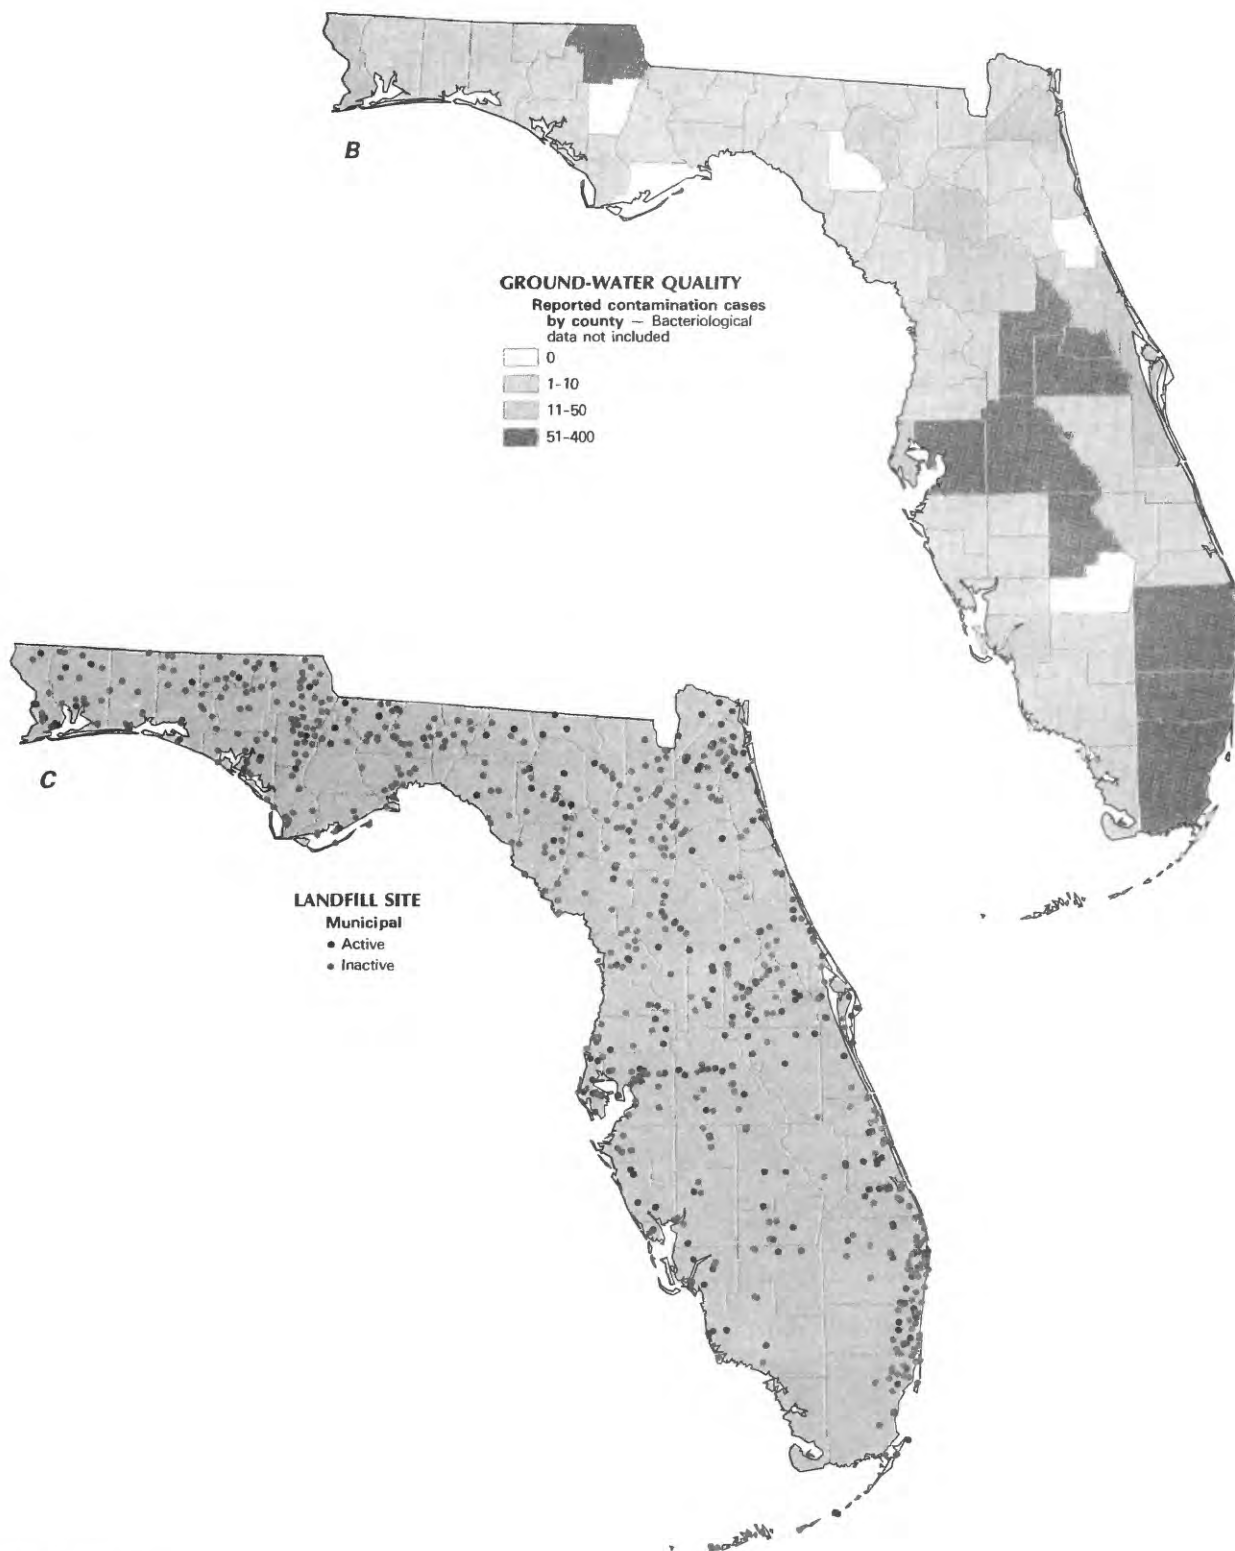 B
GROUND-WATER QUALITY
Reported contamination cases
by county — Bacteriological
data not included
0
1-10
11-50
51-400
C
LANDFILL SITE
Municipal
• Active
• Inactive